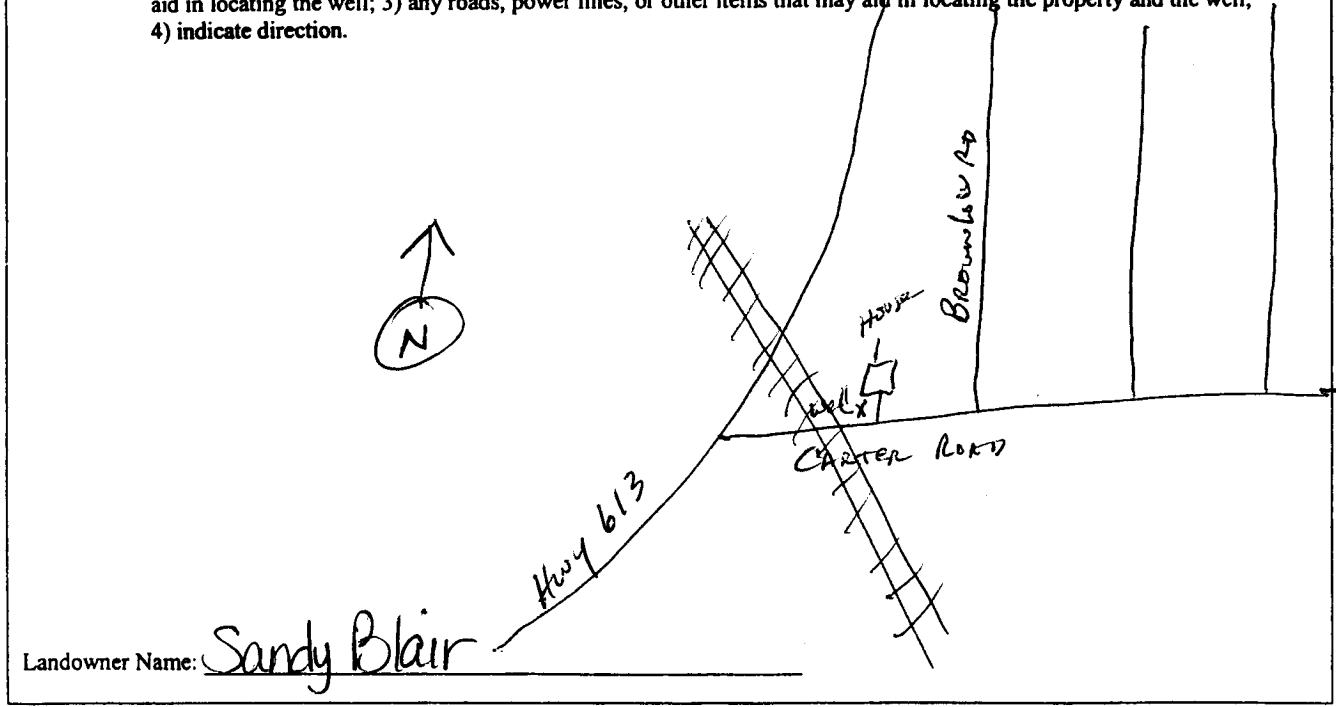 aid in locating the well; 3) any roads, power lines, or other items that may aid in locating the property and the well;
4) indicate direction.
BROWNLOW RD
House
N
well x
CARTER ROAD
Hwy 613
Landowner Name: Sandy Blair